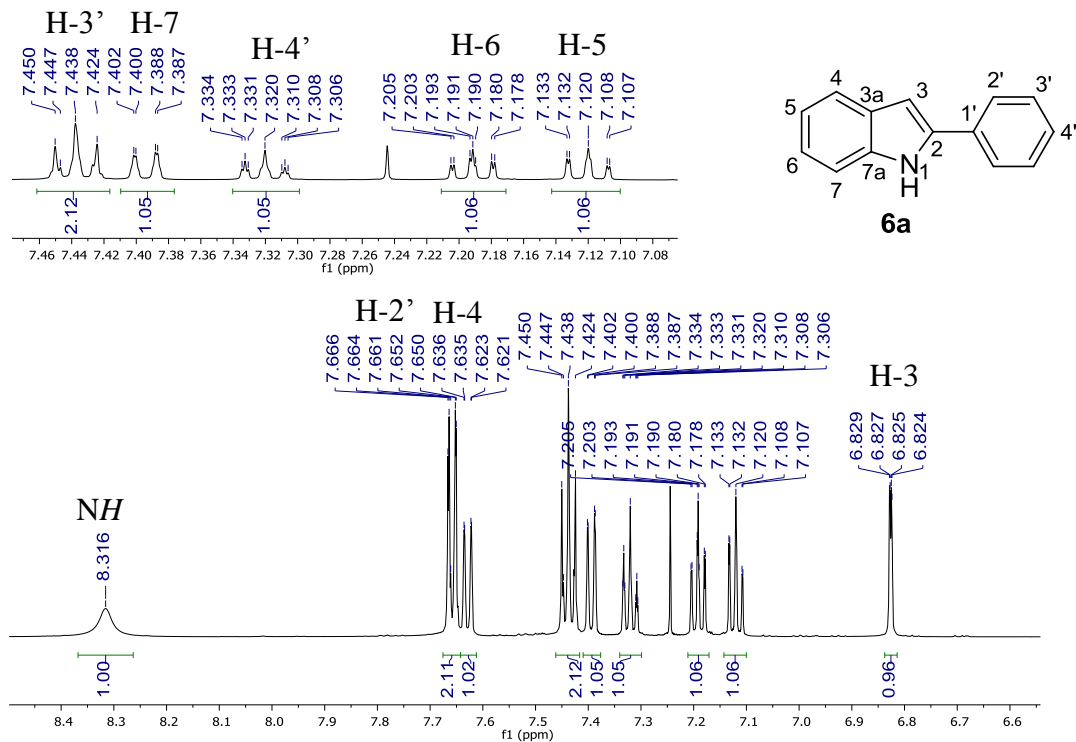 H-3’ H-7 H-4’ H-6 H-5
7.450 7.447 7.438 7.424 7.402 7.400 7.388 7.387 7.334 7.333 7.331 7.320 7.310 7.308 7.306 7.205 7.203 7.193 7.191 7.190 7.180 7.178 7.133 7.132 7.120 7.108 7.107
2.12 1.05 1.05 1.06 1.06
7.46 7.44 7.42 7.40 7.38 7.36 7.34 7.32 7.30 7.28 7.26 7.24 7.22 7.20 7.18 7.16 7.14 7.12 7.10 7.08
f1 (ppm)
4 3 2' 3'
5 3a 1' 4'
6 7a 2
7 N 1
H
6a
H-2’ H-4 H-3
NH
8.316
7.666 7.664 7.661 7.652 7.650 7.636 7.635 7.623 7.621
7.450 7.447 7.438 7.424 7.402 7.400 7.388 7.387 7.334 7.333 7.331 7.320 7.310 7.308 7.306
7.205 7.203 7.193 7.191 7.190 7.180 7.178 7.133 7.132 7.120 7.108 7.107
6.829 6.827 6.825 6.824
1.00 2.11 1.02 2.12 1.05 1.05 1.06 1.06 0.96
8.4 8.3 8.2 8.1 8.0 7.9 7.8 7.7 7.6 7.5 7.4 7.3 7.2 7.1 7.0 6.9 6.8 6.7 6.6
f1 (ppm)